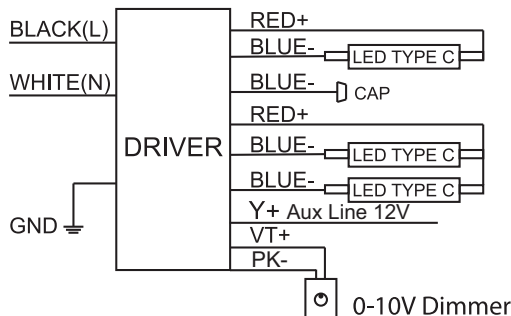 BLACK(L)
WHITE(N)
GND
DRIVER
RED+
BLUE-
LED TYPE C
BLUE-
CAP
RED+
BLUE-
LED TYPE C
BLUE-
LED TYPE C
Y+ Aux Line 12V
VT+
PK-
0-10V Dimmer